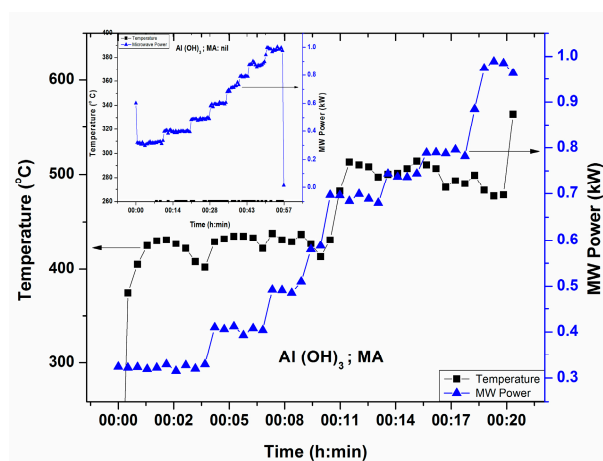 Temperature
Microwave Power
Al (OH)3 ; MA: nil
Temperature (° C)
380
360
340
320
300
280
260
MW Power (kW)
1.0
0.8
0.6
0.4
0.2
0.0
00:00 00:14 00:28 00:43 00:57
Time (h:min)
Temperature (°C)
600
500
400
300
MW Power (kW)
1.0
0.9
0.8
0.7
0.6
0.5
0.4
0.3
Al (OH)3 ; MA
Temperature
MW Power
00:00 00:02 00:05 00:08 00:11 00:14 00:17 00:20
Time (h:min)